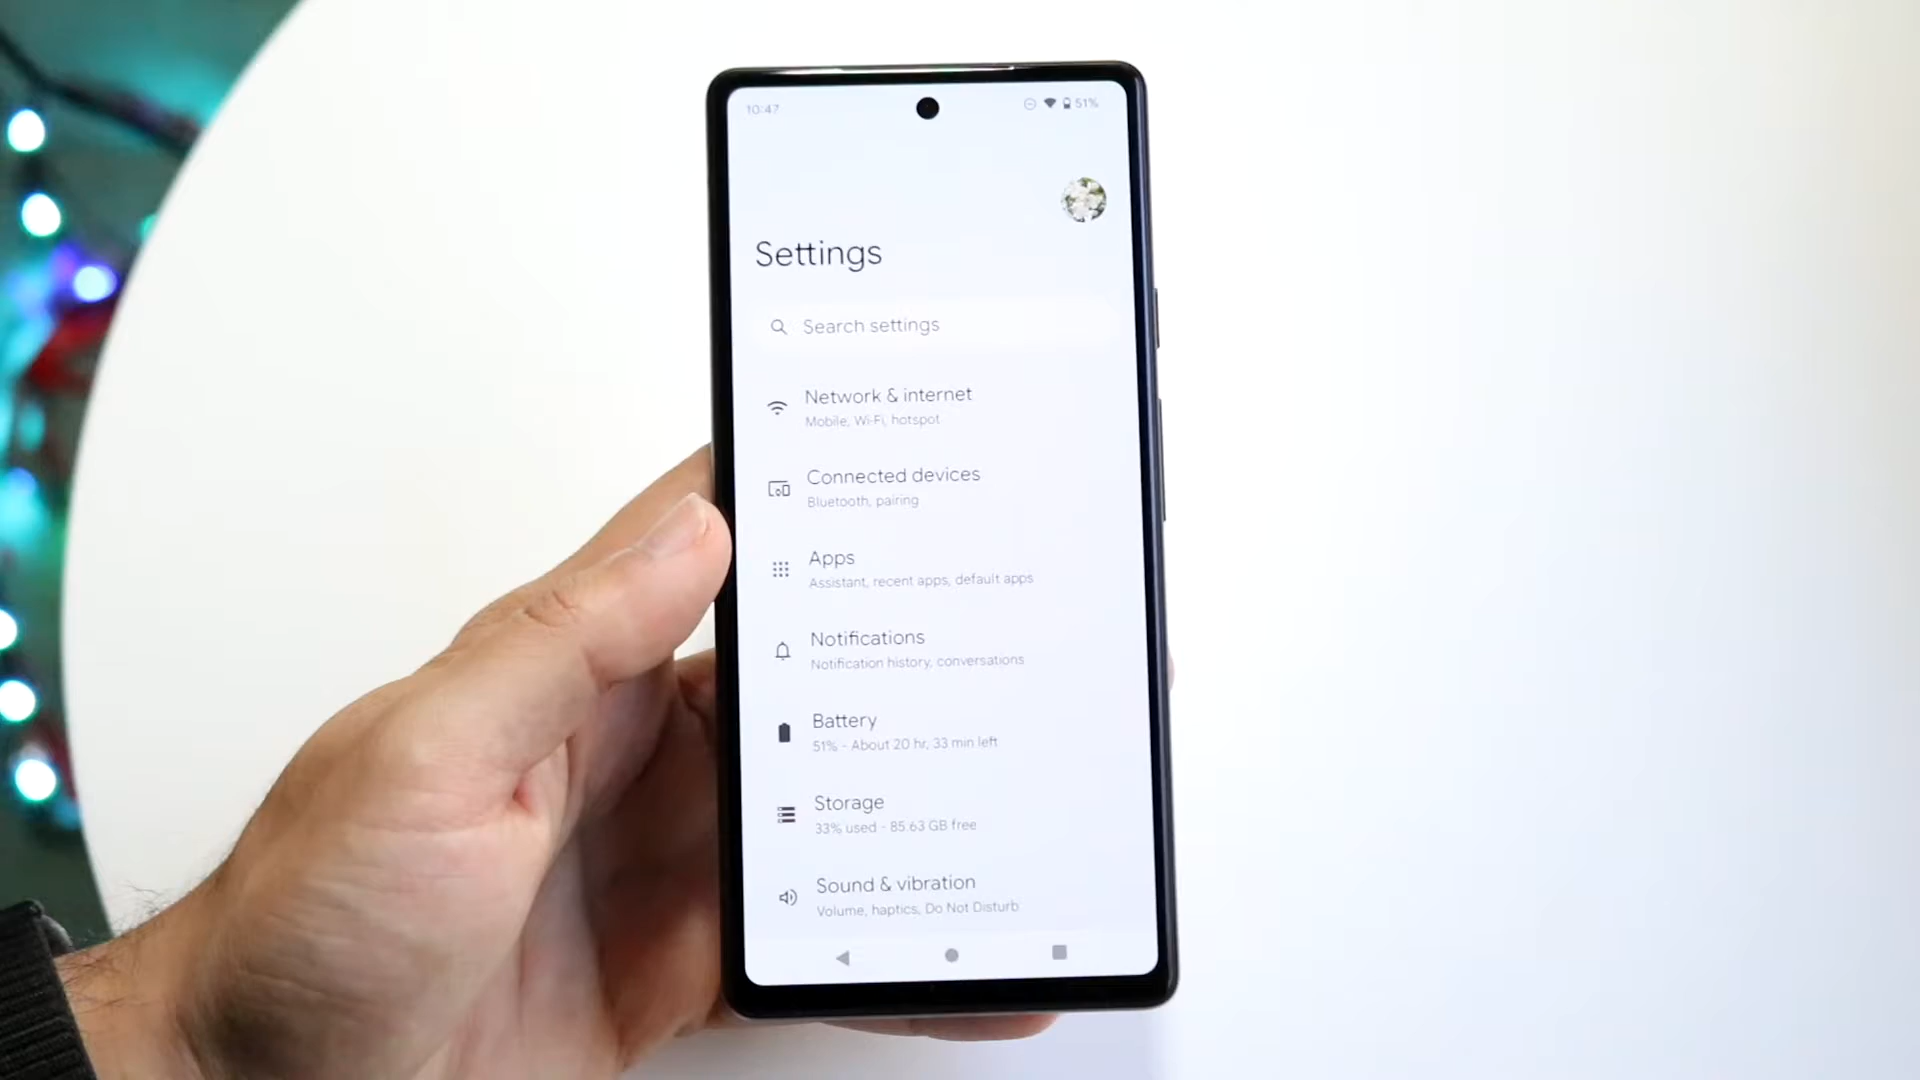 10:47
51%
Settings
Search settings
Network & internet
Mobile, Wi-Fi, hotspot
Connected devices
Bluetooth, pairing
Apps
Assistant, recent apps, default apps
Notifications
Notification history, conversations
Battery
51% - About 20 hr, 33 min left
Storage
33% used - 85.63 GB free
Sound & vibration
Volume, haptics, Do Not Disturb